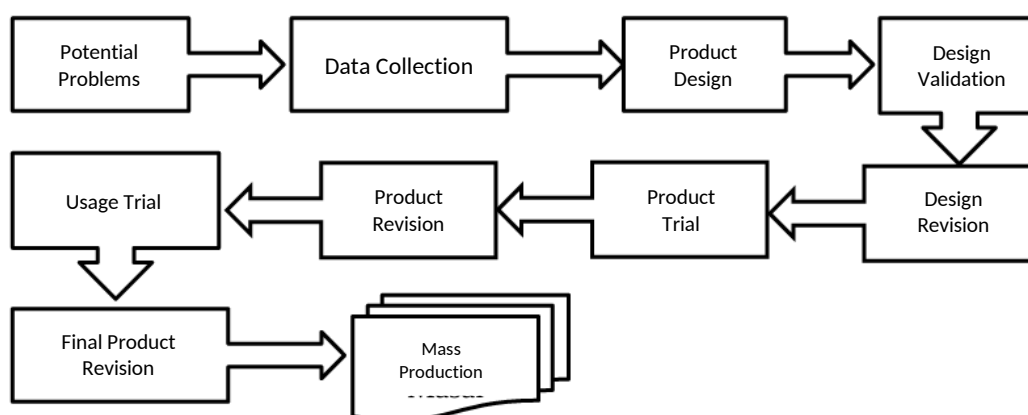 Potential
Problems
Data Collection
Product
Design
Design
Validation
Design
Revision
Product
Trial
Product
Revision
Usage Trial
Final Product
Revision
Mass
Production